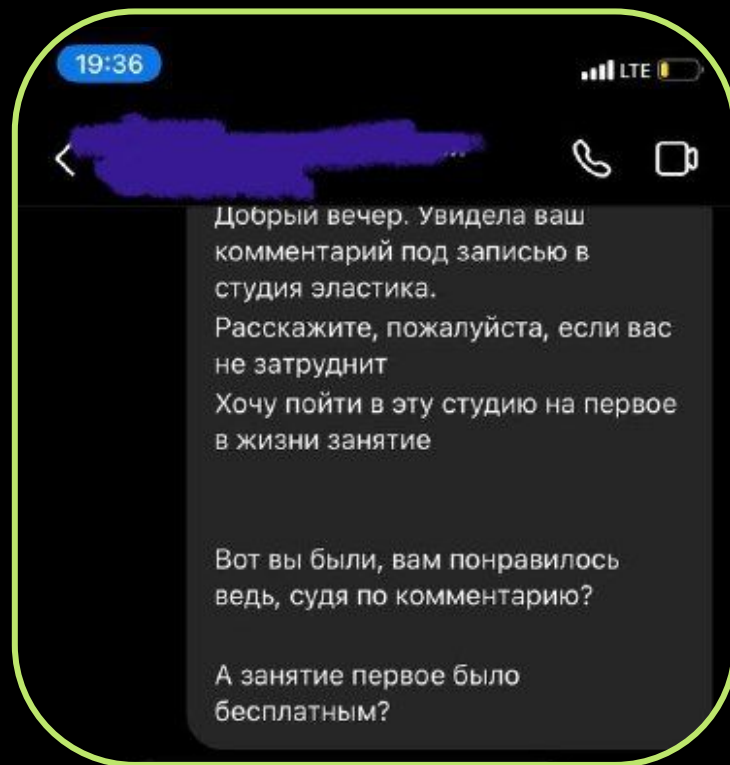 19:36
LTE
Добрый вечер. Увидела ваш
комментарий под записью в
студия эластика.
Расскажите, пожалуйста, если вас
не затруднит
Хочу пойти в эту студию на первое
в жизни занятие
Вот вы были, вам понравилось
ведь, судя по комментарию?
А занятие первое было
бесплатным?